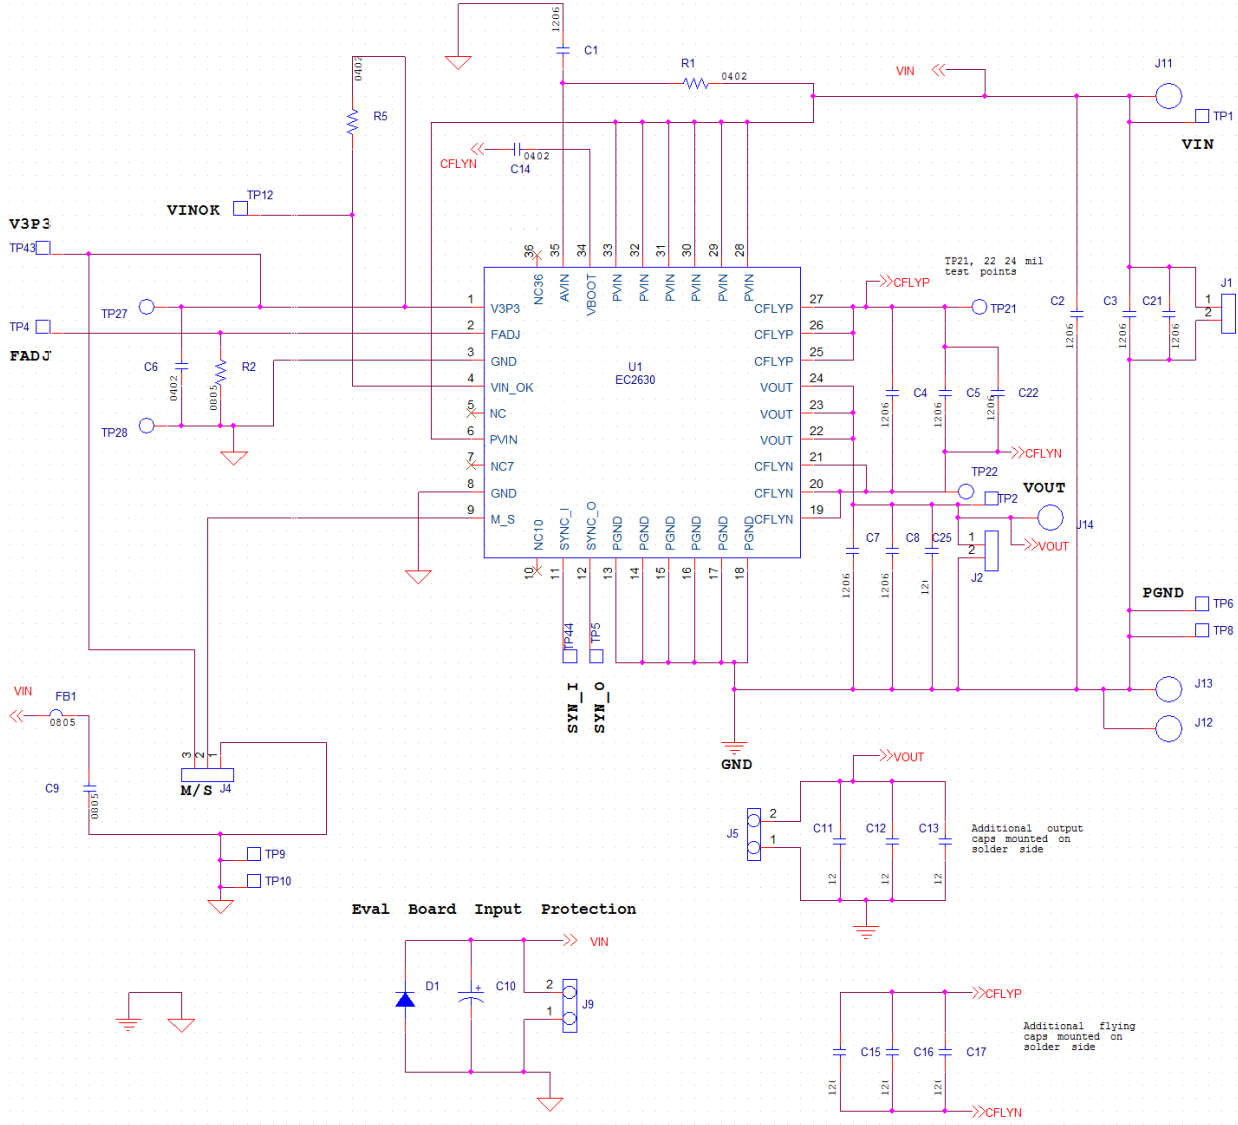 1206
C1
R1
0402
VIN
J11
0402
R5
TP1
VIN
CFLYN
0402
C14
TP12
VINOK
V3P3
TP43
36
35
34
33
32
31
30
29
28
NC36
AVIN
VBOOT
PVIN
PVIN
PVIN
PVIN
PVIN
PVIN
TP21, 22 24 mil
test points
CFLYP
TP27
TP4
FADJ
C6
0402
R2
0805
TP28
1
V3P3
2
FADJ
3
GND
4
VIN_OK
5
NC
6
PVIN
7
NC7
8
GND
9
M_S
U1
EC2630
CFLYP
27
CFLYP
26
CFLYP
25
VOUT
24
VOUT
23
VOUT
22
CFLYN
21
CFLYN
20
CFLYN
19
TP21
C4
1206
C5
1206
C22
1206
CFLYN
C2
1206
C3
1206
C21
1206
J1
1
2
TP22
TP2
VOUT
J14
VOUT
C7
1206
C8
1206
C25
1
2
J2
NC10
SYNC_I
SYNC_O
PGND
PGND
PGND
PGND
PGND
PGND
10
11
12
13
14
15
16
17
18
TP44
TP5
SYN_I
SYN_O
PGND
TP6
TP8
J13
J12
VIN
FB1
0805
C9
0805
3
2
1
M/S
J4
TP9
TP10
GND
VOUT
J5
2
1
C11
12
C12
12
C13
12
Additional output
caps mounted on
solder side
Eval Board Input Protection
VIN
D1
+
C10
2
1
J9
CFLYP
C15
C16
C17
CFLYN
Additional flying
caps mounted on
solder side